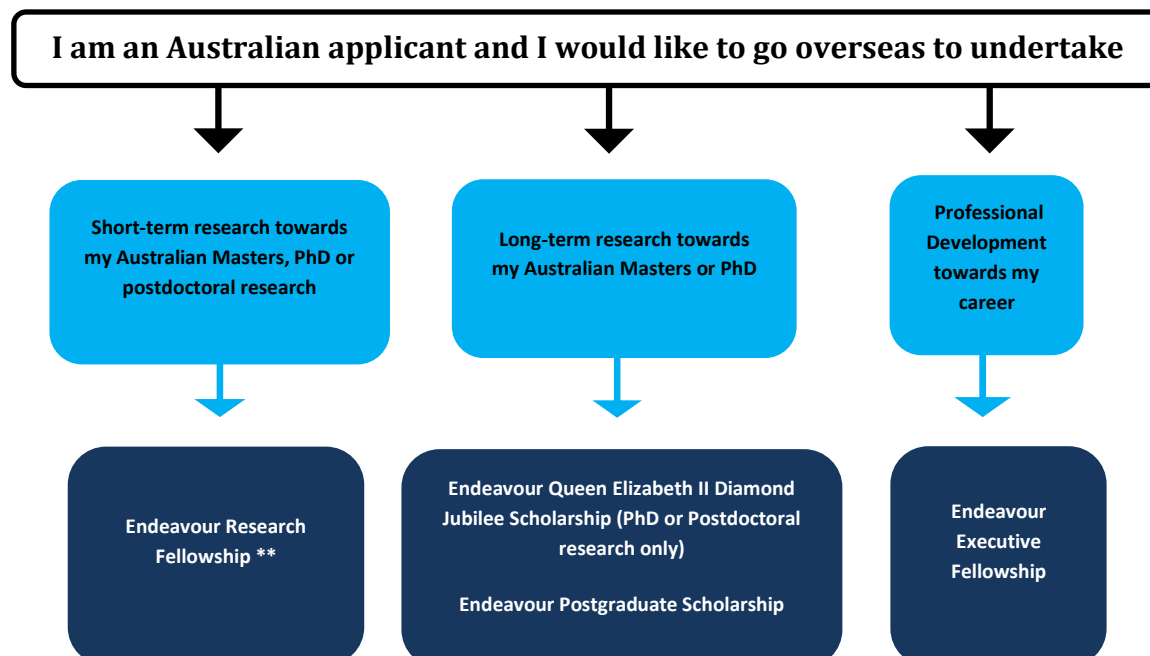 I am an Australian applicant and I would like to go overseas to undertake
Short-term research towards
my Australian Masters, PhD or
postdoctoral research
Long-term research towards
my Australian Masters or PhD
Professional
Development
towards my
career
Endeavour Research
Fellowship **
Endeavour Queen Elizabeth II Diamond
Jubilee Scholarship (PhD or Postdoctoral
research only)
Endeavour Postgraduate Scholarship
Endeavour
Executive
Fellowship